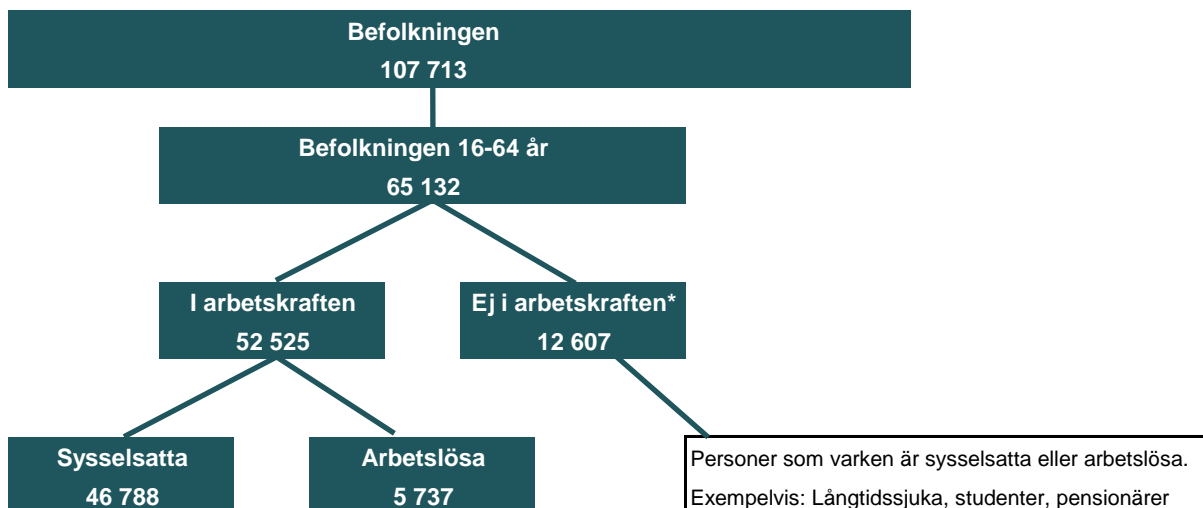 Befolkningen
107 713
Befolkningen 16-64 år
65 132
I arbetskraften
52 525
Ej i arbetskraften*
12 607
Sysselsatta
46 788
Arbetslösa
5 737
Personer som varken är sysselsatta eller arbetslösa.
Exempelvis: Långtidssjuka, studenter, pensionärer